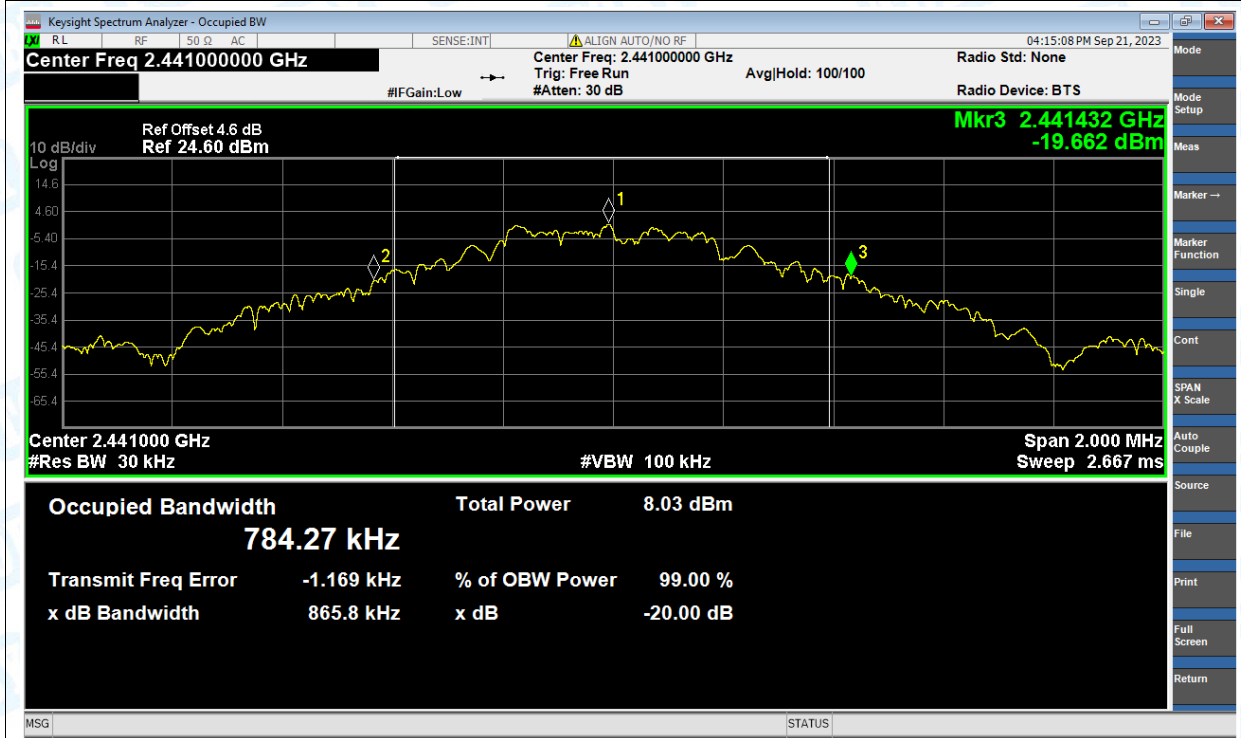 Keysight Spectrum Analyzer - Occupied BW
LXI RL RF 50 Ω AC SENSE:INT ALIGN AUTO/NO RF 04:15:08 PM Sep 21, 2023
Center Freq 2.441000000 GHz Center Freq: 2.441000000 GHz Radio Std: None
Trig: Free Run Avg|Hold: 100/100
#IFGain:Low #Atten: 30 dB Radio Device: BTS
Ref Offset 4.6 dB Mkr3 2.441432 GHz
10 dB/div Ref 24.60 dBm -19.662 dBm
Log
14.6
4.60
-5.40
-15.4
-25.4
-35.4
-45.4
-55.4
-65.4
1
2
3
Center 2.441000 GHz Span 2.000 MHz
#Res BW 30 kHz #VBW 100 kHz Sweep 2.667 ms
Occupied Bandwidth Total Power 8.03 dBm
784.27 kHz
Transmit Freq Error -1.169 kHz % of OBW Power 99.00 %
x dB Bandwidth 865.8 kHz x dB -20.00 dB
MSG STATUS
Mode
Mode
Setup
Meas
Marker →
Marker
Function
Single
Cont
SPAN
X Scale
Auto
Couple
Source
File
Print
Full
Screen
Return